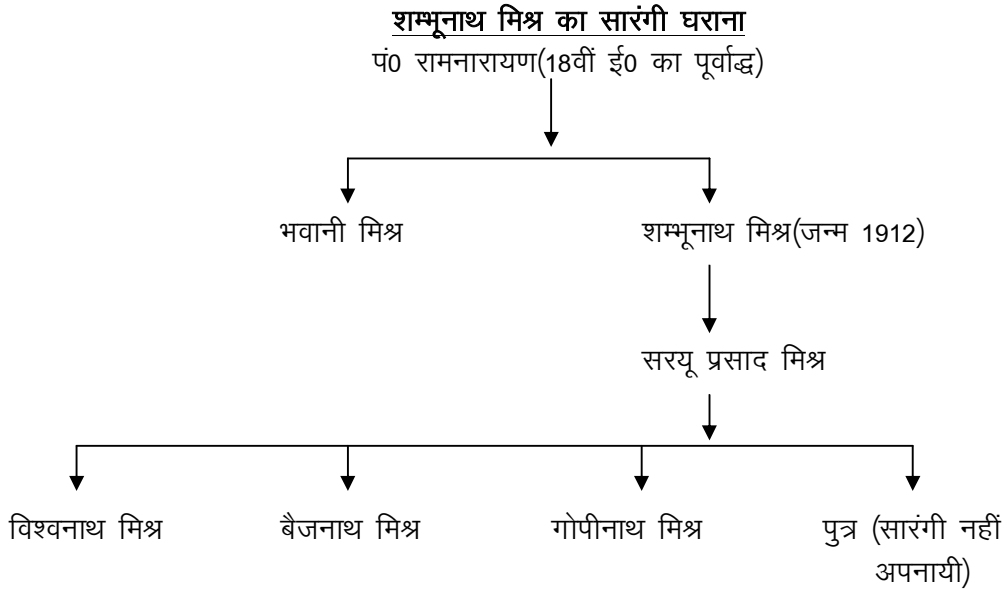 शम्भूनाथ मिश्र का सारंगी घराना
पं0 रामनारायण(18वीं ई0 का पूर्वाद्ध)
भवानी मिश्र
शम्भूनाथ मिश्र(जन्म 1912)
सरयू प्रसाद मिश्र
विश्वनाथ मिश्र
बैजनाथ मिश्र
गोपीनाथ मिश्र
पुत्र (सारंगी नहीं
अपनायी)